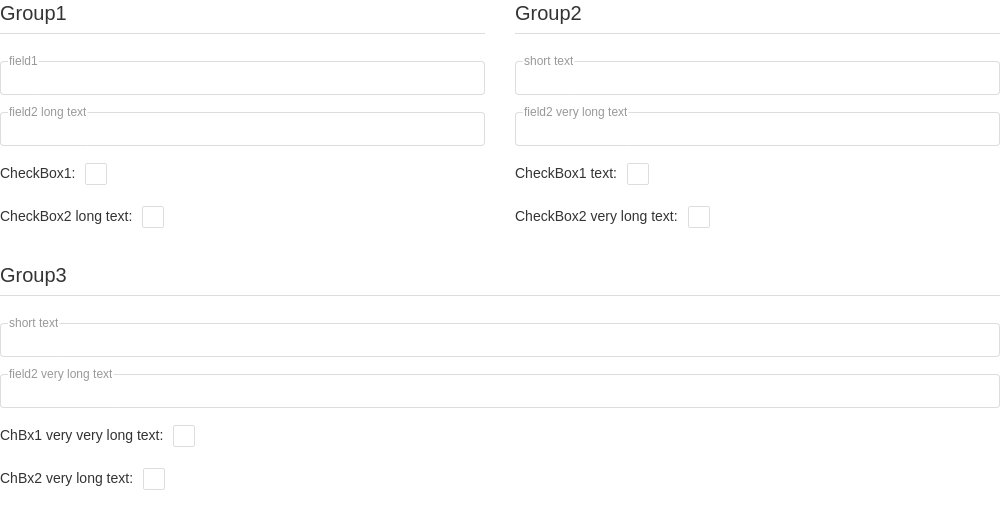 Group1
field1
field2 long text
CheckBox1:
CheckBox2 long text:
Group2
short text
field2 very long text
CheckBox1 text:
CheckBox2 very long text:
Group3
short text
field2 very long text
ChBx1 very very long text:
ChBx2 very long text: